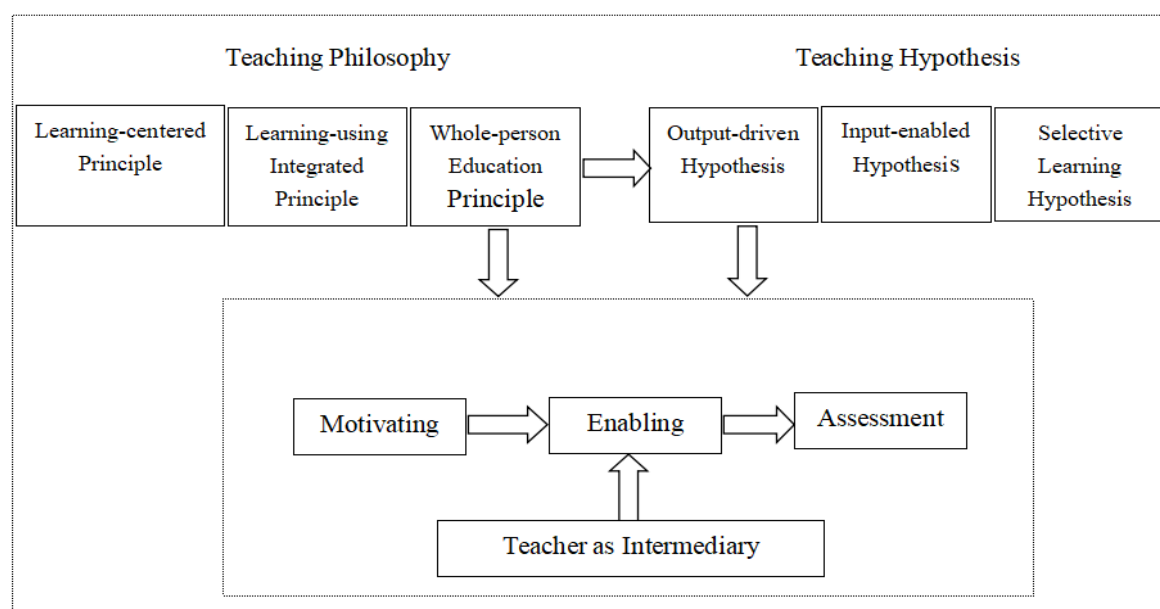 Teaching Philosophy
Teaching Hypothesis
Learning-centered
Principle
Learning-using
Integrated
Principle
Whole-person
Education
Principle
Output-driven
Hypothesis
Input-enabled
Hypothesis
Selective
Learning
Hypothesis
Motivating
Enabling
Assessment
Teacher as Intermediary